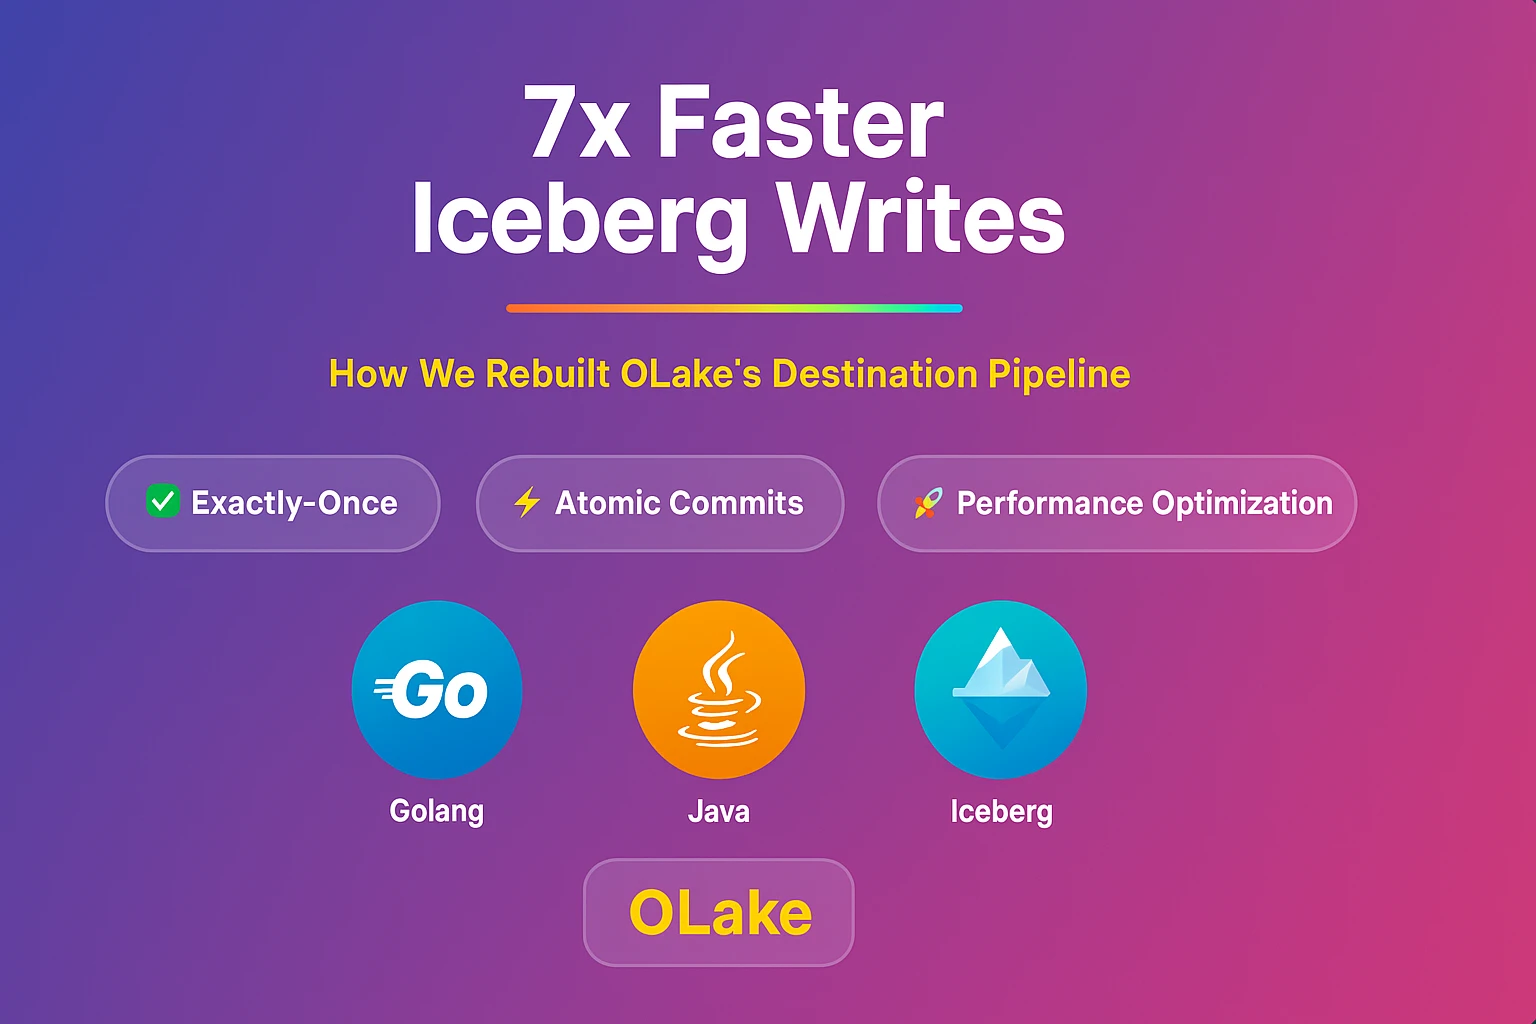 7x Faster
Iceberg Writes
How We Rebuilt OLake's Destination Pipeline
✅ Exactly-Once
⚡ Atomic Commits
🚀 Performance Optimization
Go
Golang
Java
Iceberg
OLake